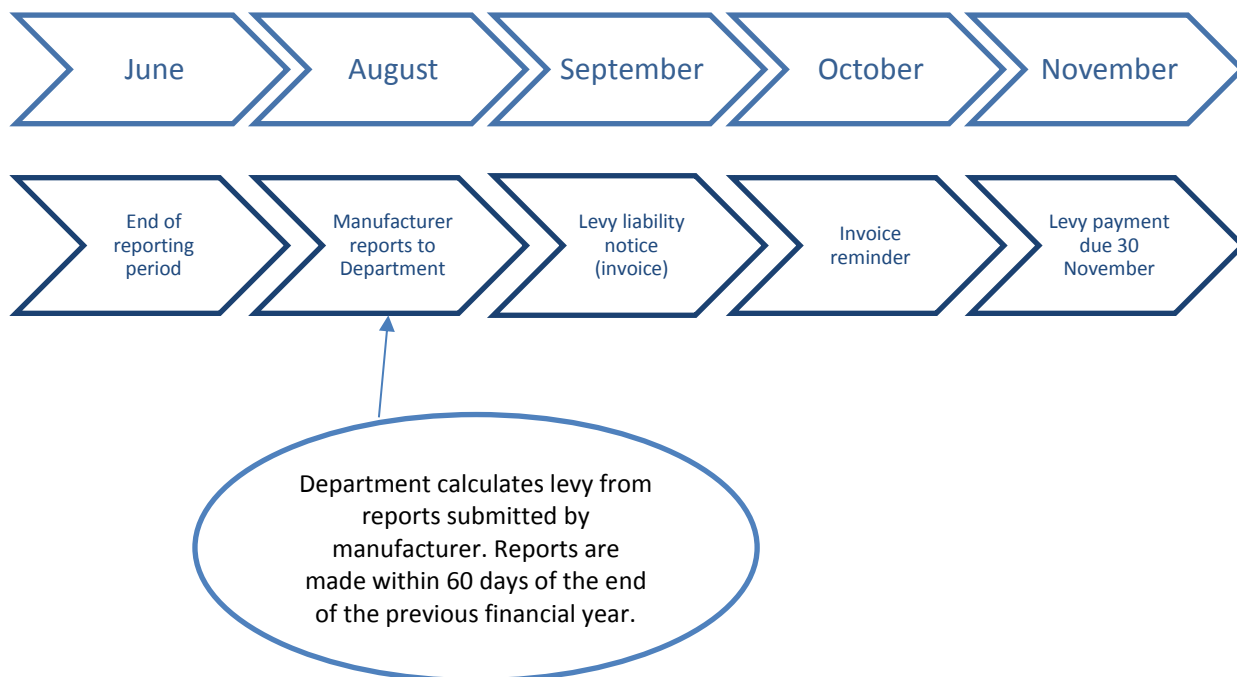 June
August
September
October
November
End of
reporting
period
Manufacturer
reports to
Department
Levy liability
notice
(invoice)
Invoice
reminder
Levy payment
due 30
November
Department calculates levy from
reports submitted by
manufacturer. Reports are
made within 60 days of the end
of the previous financial year.